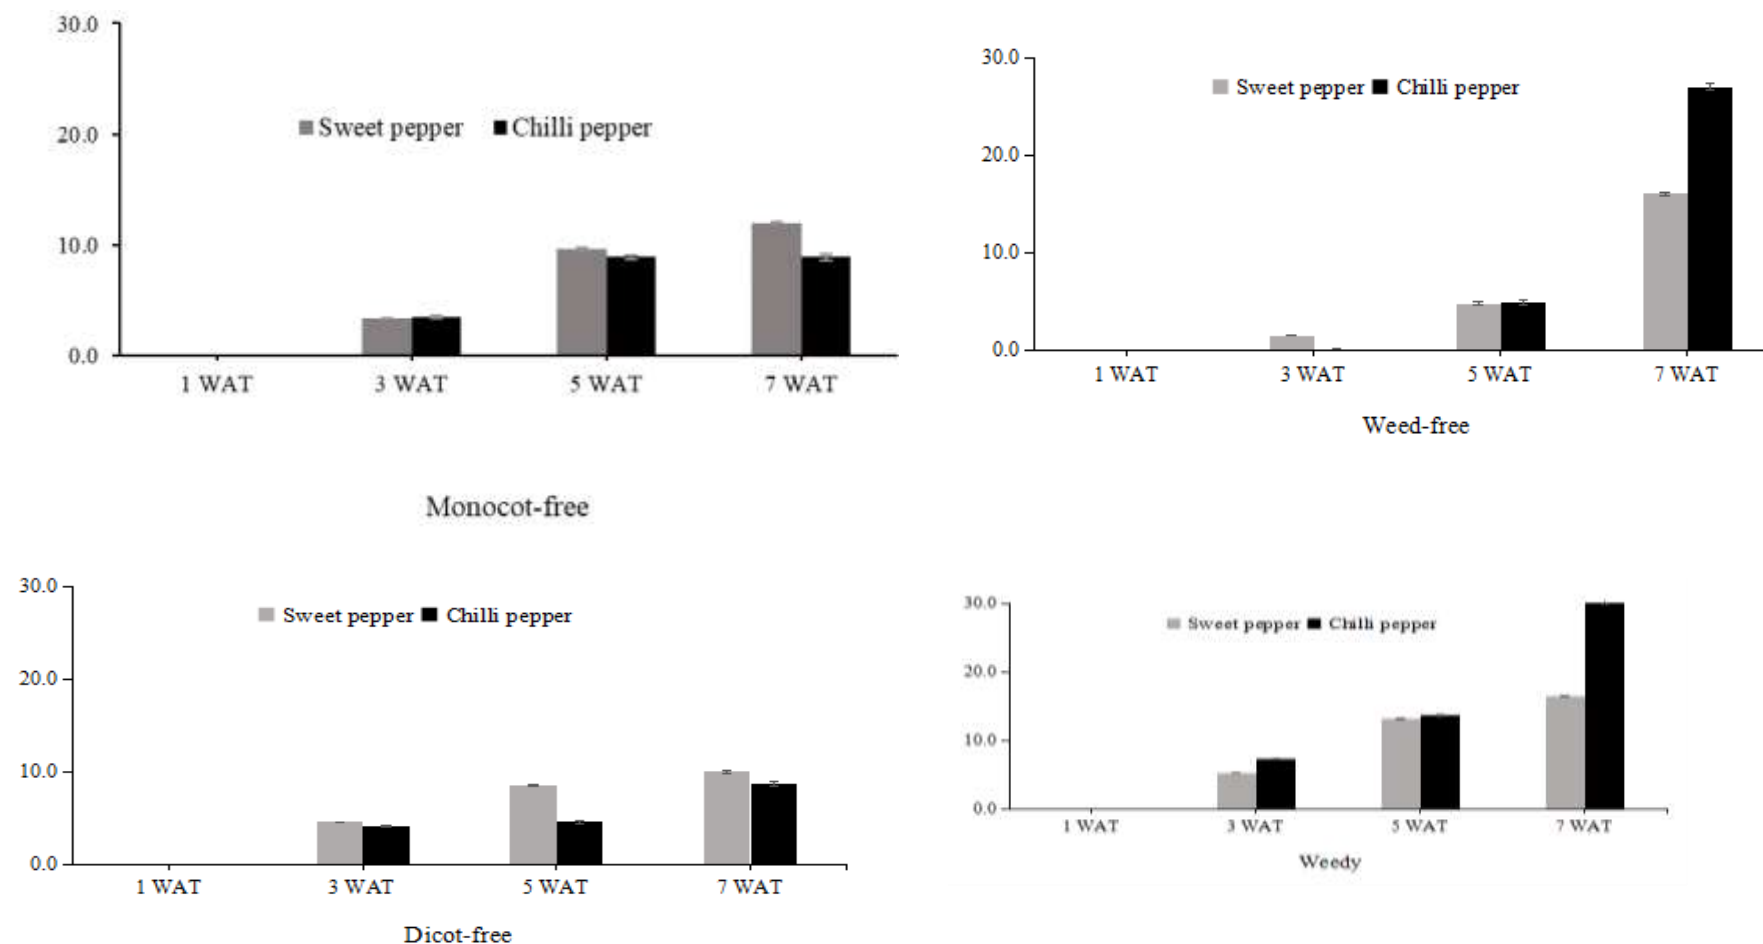 30.0
Sweet pepper Chilli pepper
20.0
10.0
0.0
1 WAT 3 WAT 5 WAT 7 WAT
Monocot-free
30.0
Sweet pepper Chilli pepper
20.0
10.0
0.0
1 WAT 3 WAT 5 WAT 7 WAT
Weed-free
30.0
Sweet pepper Chilli pepper
20.0
10.0
0.0
1 WAT 3 WAT 5 WAT 7 WAT
Dicot-free
30.0
Sweet pepper Chilli pepper
20.0
10.0
0.0
1 WAT 3 WAT 5 WAT 7 WAT
Weedy